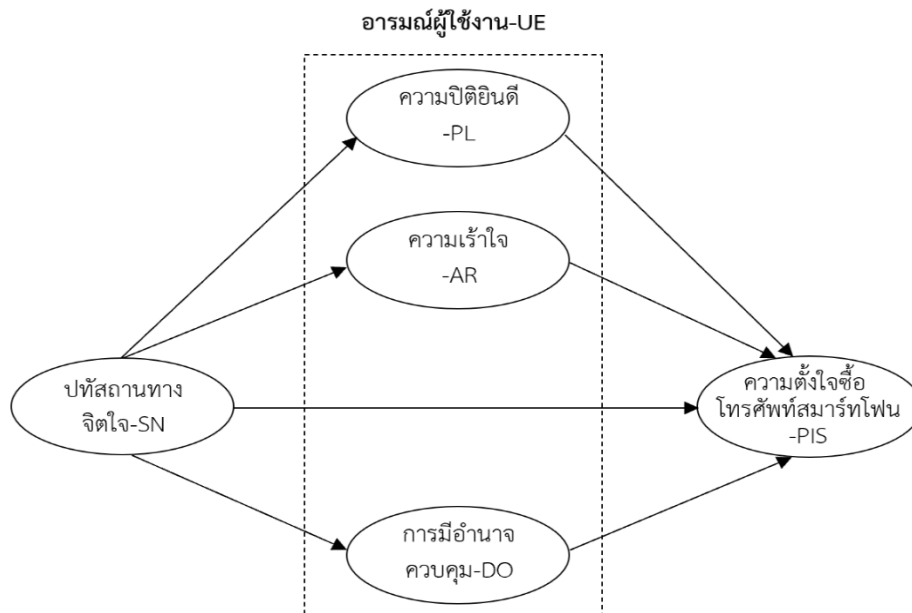 อารมณ์ผู้ใช้งาน-UE
ความปิติยินดี
-PL
ความเร้าใจ
-AR
ปทัสถานทาง
จิตใจ-SN
ความตั้งใจซื้อ
โทรศัพท์สมาร์ทโฟน
-PIS
การมีอำนาจ
ควบคุม-DO